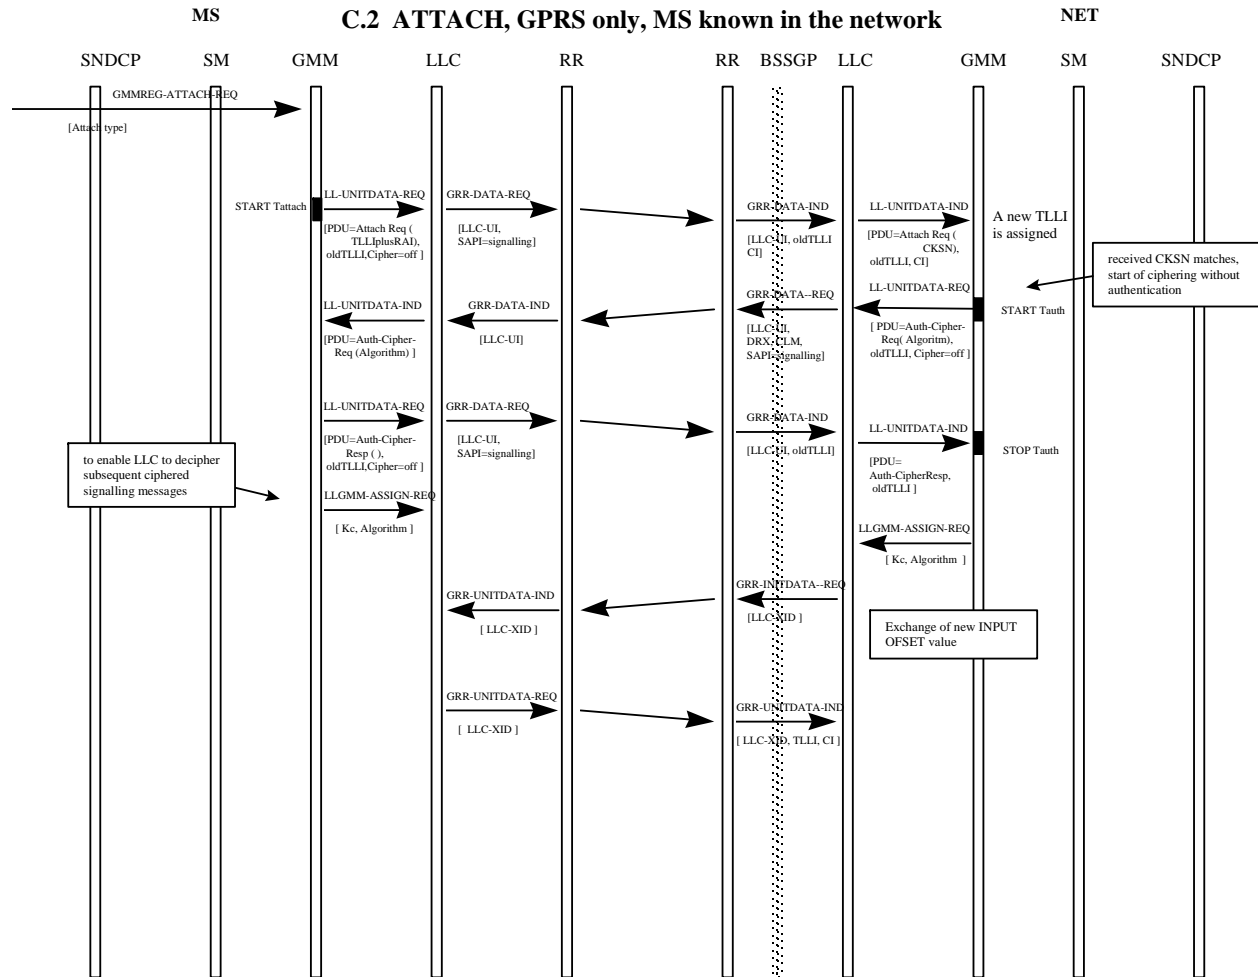 MS
C.2 ATTACH, GPRS only, MS known in the network
NET
SNDCP SM GMM LLC RR RR BSSGP LLC GMM SM SNDCP
GMMREG-ATTACH-REQ
[Attach type]
START Tattach
LL-UNITDATA-REQ
[PDU=Attach Req (
TLLIplusRAI),
oldTLLI,Cipher=off ]
GRR-DATA-REQ
[LLC-UI,
SAPI=signalling]
GRR-DATA-IND
[LLC-UI, oldTLLI
CI]
LL-UNITDATA-IND
[PDU=Attach Req (
CKSN),
oldTLLI, CI]
A new TLLI
is assigned
received CKSN matches,
start of ciphering without
authentication
LL-UNITDATA-IND
[PDU=Auth-Cipher-
Req (Algorithm) ]
GRR-DATA-IND
[LLC-UI]
GRR-DATA--REQ
[LLC-UI,
DRX, CLM,
SAPI=signalling]
LL-UNITDATA-REQ
[ PDU=Auth-Cipher-
Req( Algoritm),
oldTLLI, Cipher=off ]
START Tauth
LL-UNITDATA-REQ
[PDU=Auth-Cipher-
Resp ( ),
oldTLLI,Cipher=off ]
GRR-DATA-REQ
[LLC-UI,
SAPI=signalling]
GRR-DATA-IND
[LLC-UI, oldTLLI]
LL-UNITDATA-IND
[PDU=
Auth-CipherResp,
oldTLLI ]
STOP Tauth
to enable LLC to decipher
subsequent ciphered
signalling messages
LLGMM-ASSIGN-REQ
[ Kc, Algorithm ]
LLGMM-ASSIGN-REQ
[ Kc, Algorithm ]
GRR-UNITDATA-IND
[ LLC-XID ]
GRR-INITDATA--REQ
[LLC-XID ]
Exchange of new INPUT
OFSET value
GRR-UNITDATA-REQ
[ LLC-XID ]
GRR-UNITDATA-IND
[ LLC-XID, TLLI, CI ]